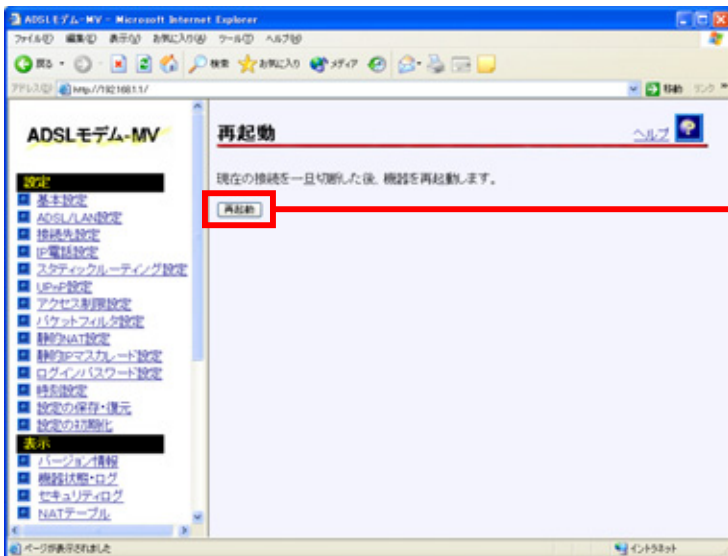 ADSLモデム-MV - Microsoft Internet Explorer
ファイル(F) 編集(E) 表示(V) お気に入り(A) ツール(T) ヘルプ(H)
戻る 検索 お気に入り メディア
アドレス(D) http://192.168.1.1/ 移動 リンク »
ADSLモデム-MV
設定
基本設定
ADSL/LAN設定
接続先設定
IP電話設定
スタティックルーティング設定
UPnP設定
アクセス制限設定
パケットフィルタ設定
静的NAT設定
静的IPマスカレード設定
ログインパスワード設定
時刻設定
設定の保存・復元
設定の初期化
表示
バージョン情報
機器状態・ログ
セキュリティログ
NATテーブル
再起動
ヘルプ
現在の接続を一旦切断した後、機器を再起動します。
再起動
ページが表示されました
イントラネット